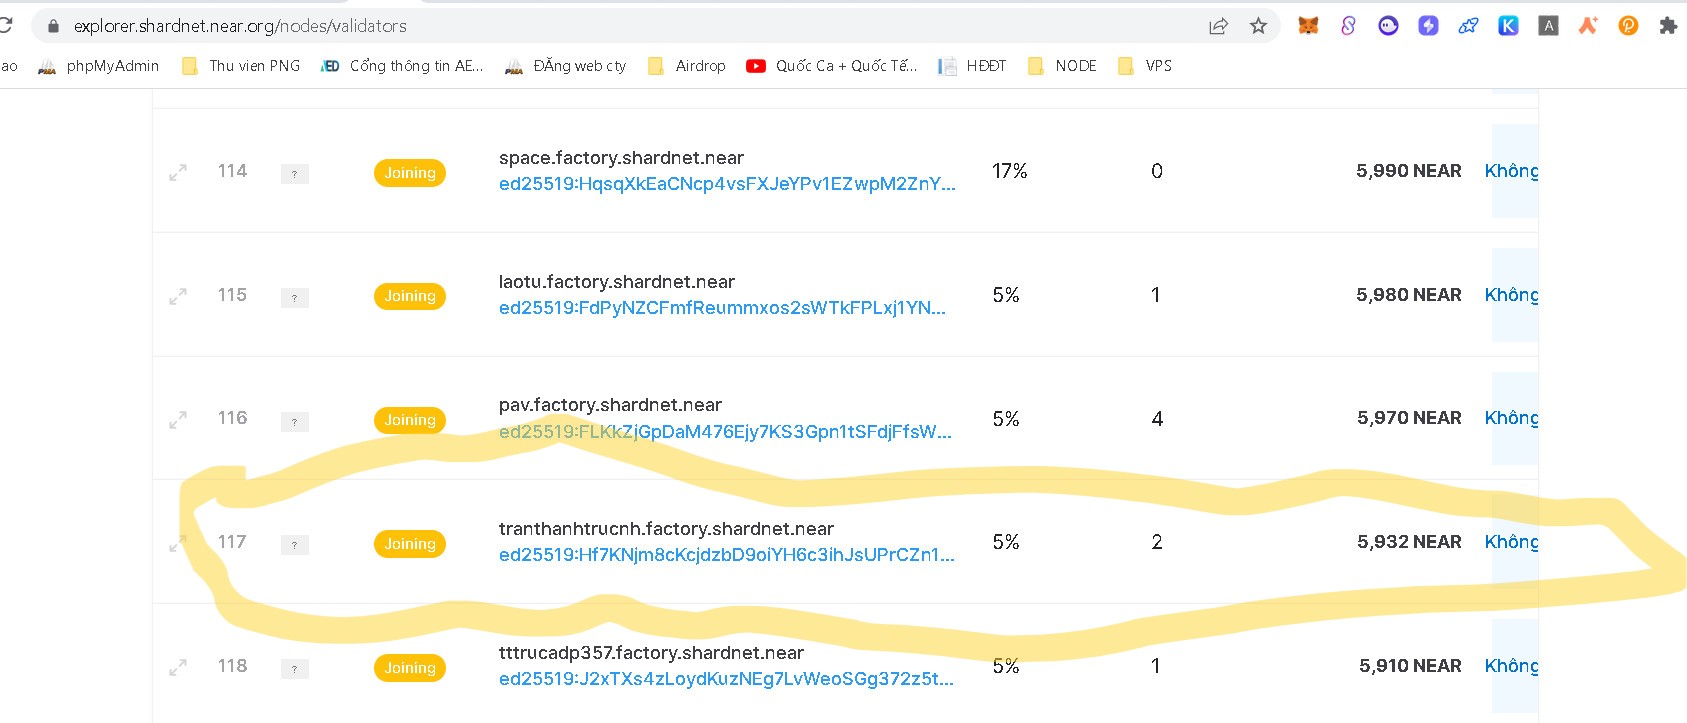 explorer.shardnet.near.org/nodes/validators
ao phpMyAdmin Thu vien PNG AED Cổng thông tin AE... ĐĂng web cty Airdrop Quốc Ca + Quốc Tế... HĐĐT NODE VPS
114 ? Joining space.factory.shardnet.near 17% 0 5,990 NEAR Không
ed25519:HqsqXkEaCNcp4vsFXJeYPv1EZwpM2ZnY...
115 ? Joining laotu.factory.shardnet.near 5% 1 5,980 NEAR Không
ed25519:FdPyNZCFmfReummxos2sWTkFPLxj1YN...
116 ? Joining pav.factory.shardnet.near 5% 4 5,970 NEAR Không
ed25519:FLKkZjGpDaM476Ejy7KS3Gpn1tSFdjFfsW...
117 ? Joining tranthanhtrucnh.factory.shardnet.near 5% 2 5,932 NEAR Không
ed25519:Hf7KNjm8cKcjdzbD9oiYH6c3ihJsUPrCZn1...
118 ? Joining tttrucadp357.factory.shardnet.near 5% 1 5,910 NEAR Không
ed25519:J2xTXs4zLoydKuzNEg7LvWeoSGg372z5t...